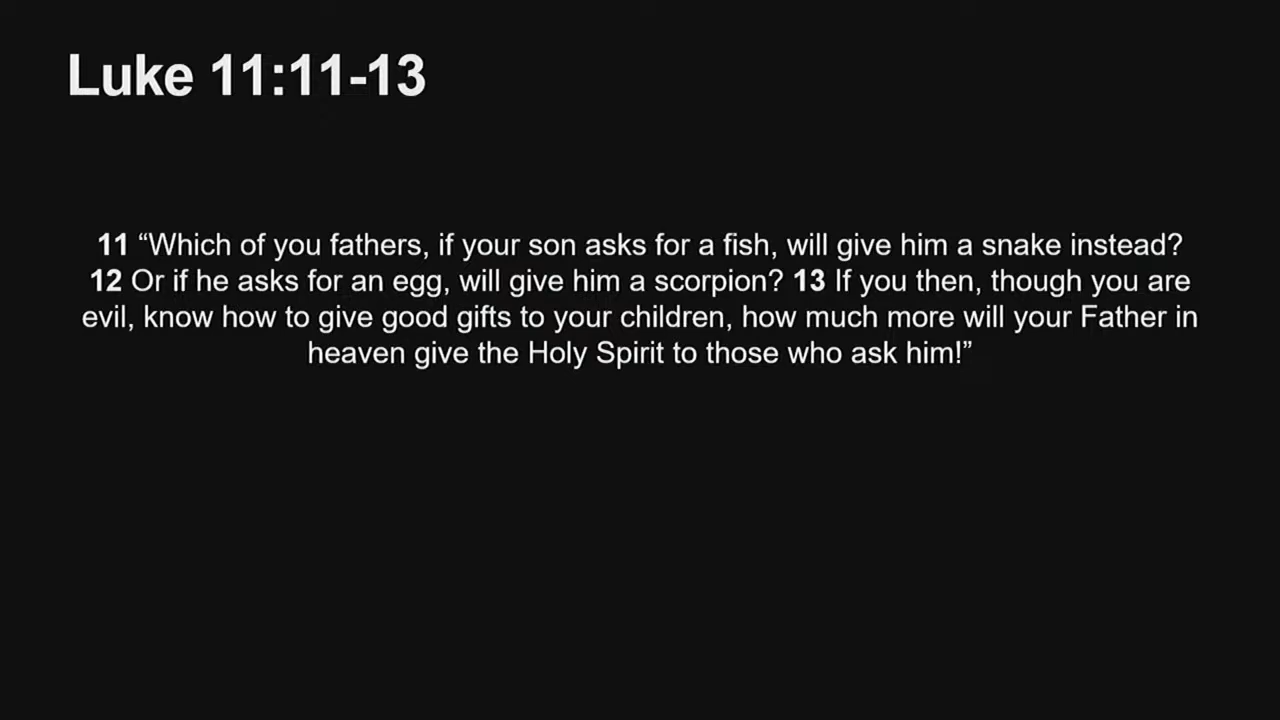 Luke 11:11-13
11 “Which of you fathers, if your son asks for a fish, will give him a snake instead?
12 Or if he asks for an egg, will give him a scorpion? 13 If you then, though you are
evil, know how to give good gifts to your children, how much more will your Father in
heaven give the Holy Spirit to those who ask him!”